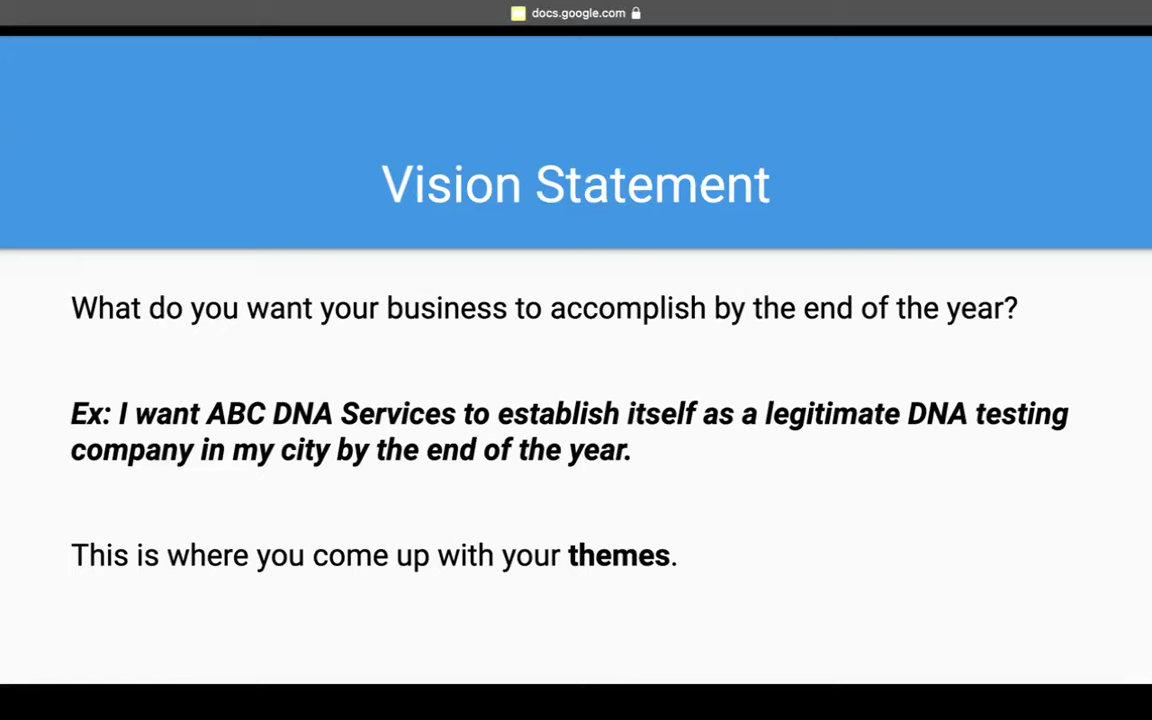 docs.google.com
Vision Statement
What do you want your business to accomplish by the end of the year?
Ex: I want ABC DNA Services to establish itself as a legitimate DNA testing
company in my city by the end of the year.
This is where you come up with your themes.